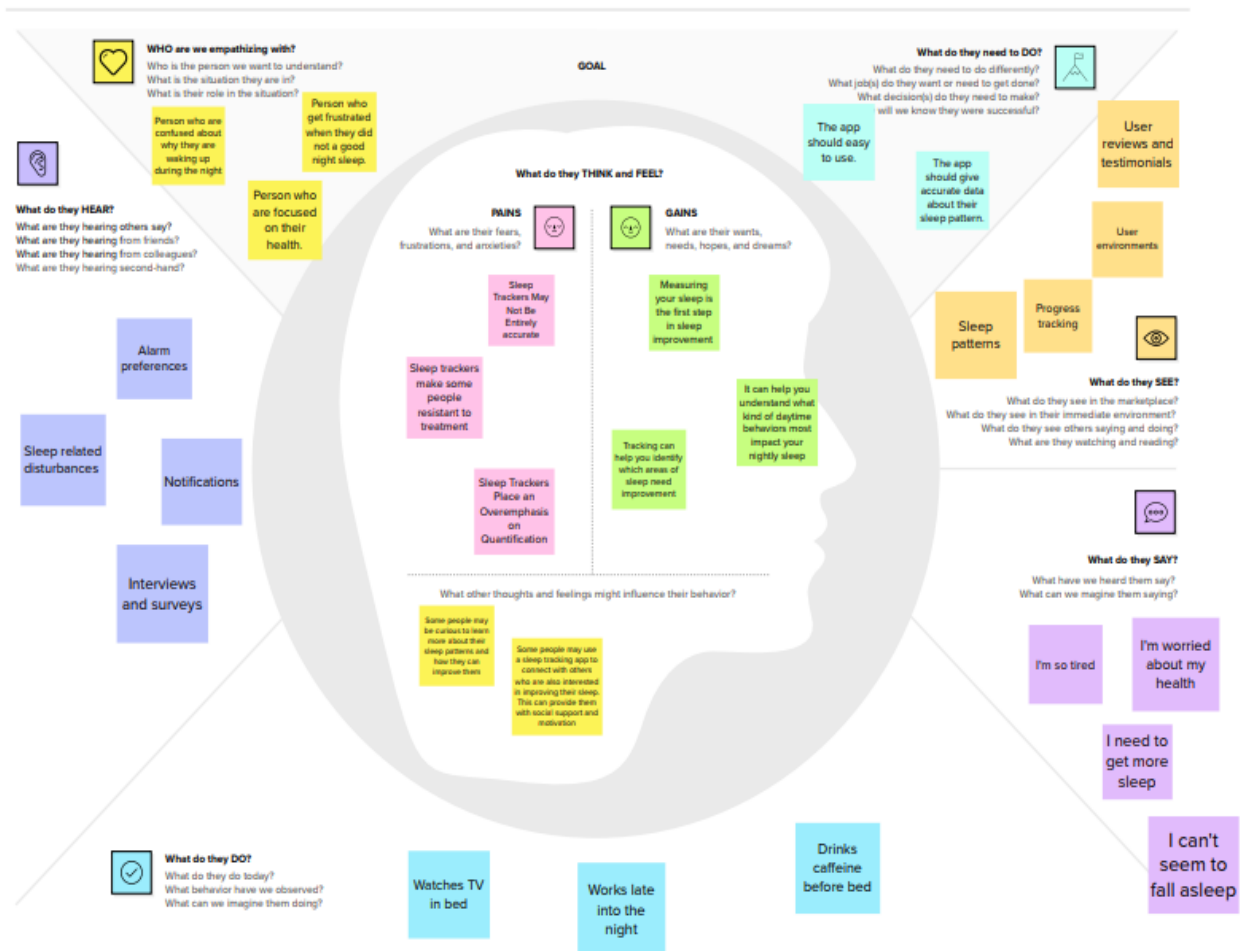 WHO are we empathizing with?
Who is the person we want to understand?
What is the situation they are in?
What is their role in the situation?
Person who are
confused about
why they are
waking up
during the night
Person who
get frustrated
when they did
not a good
night sleep.
Person who
are focused
on their
health.
GOAL
What do they need to DO?
What do they need to do differently?
What job(s) do they want or need to get done?
What decision(s) do they need to make?
will we know they were successful?
The app
should easy
to use.
The app
should give
accurate data
about their
sleep pattern.
User
reviews and
testimonials
User
environments
Progress
tracking
Sleep
patterns
What do they SEE?
What do they see in the marketplace?
What do they see in their immediate environment?
What do they see others saying and doing?
What are they watching and reading?
What do they HEAR?
What are they hearing others say?
What are they hearing from friends?
What are they hearing from colleagues?
What are they hearing second-hand?
Alarm
preferences
Sleep related
disturbances
Notifications
Interviews
and surveys
What do they THINK and FEEL?
PAINS
What are their fears,
frustrations, and anxieties?
GAINS
What are their wants,
needs, hopes, and dreams?
Sleep
Trackers May
Not Be
Entirely
accurate
Sleep trackers
make some
people
resistant to
treatment
Sleep Trackers
Place an
Overemphasis
on
Quantification
Measuring
your sleep is
the first step
in sleep
improvement
It can help you
understand what
kind of daytime
behaviors most
impact your
nightly sleep
Tracking can
help you identify
which areas of
sleep need
improvement
What other thoughts and feelings might influence their behavior?
Some people may
be curious to learn
more about their
sleep patterns and
how they can
improve them
Some people may use
a sleep tracking app to
connect with others
who are also interested
in improving their sleep.
This can provide them
with social support and
motivation
What do they SAY?
What have we heard them say?
What can we magine them saying?
I'm so tired
I'm worried
about my
health
I need to
get more
sleep
I can't
seem to
fall asleep
What do they DO?
What do they do today?
What behavior have we observed?
What can we imagine them doing?
Watches TV
in bed
Works late
into the
night
Drinks
caffeine
before bed